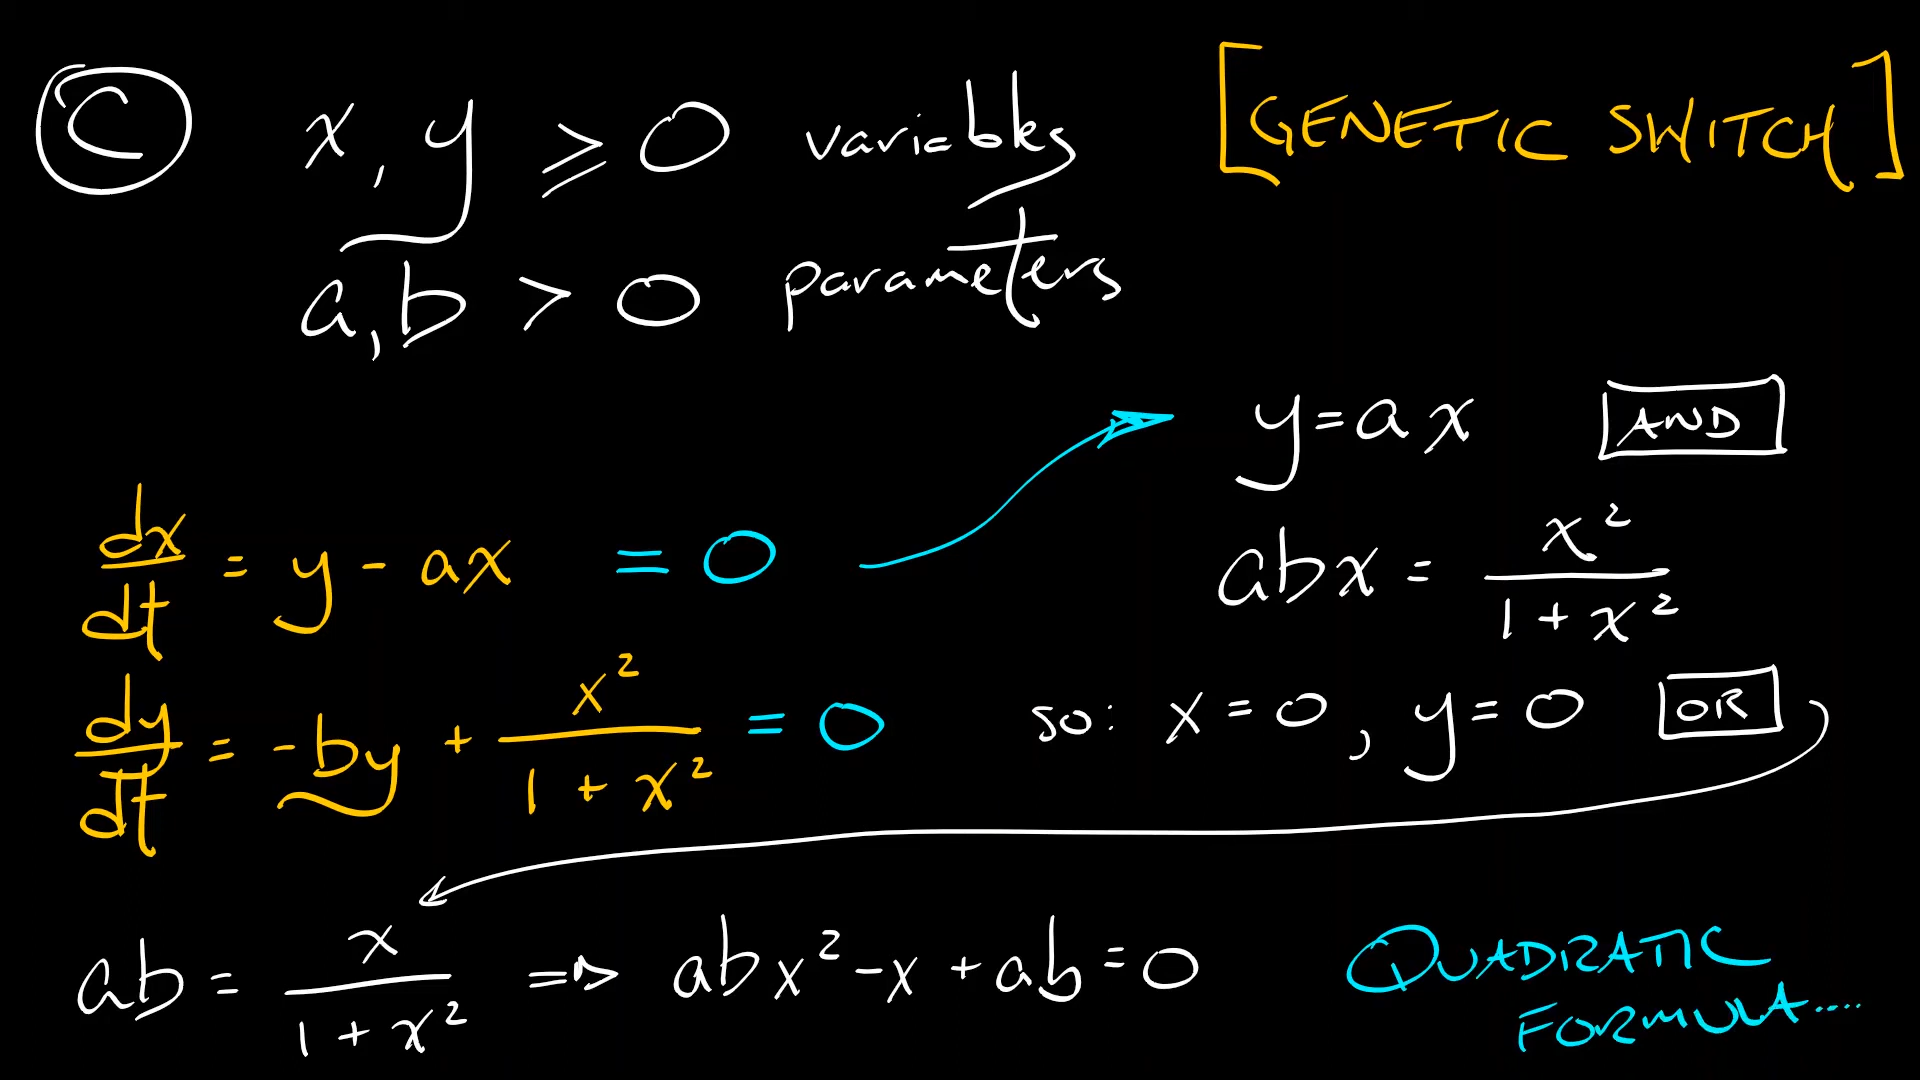 C x, y ≥ 0 variables [GENETIC SWITCH]
a, b > 0 parameters
y = ax AND
dx/dt = y - ax = 0
abx = x²/(1 + x²)
dy/dt = -by + x²/(1 + x²) = 0
so: x = 0, y = 0 OR
ab = x/(1 + x²) ⇒ abx² - x + ab = 0
QUADRATIC
FORMULA....